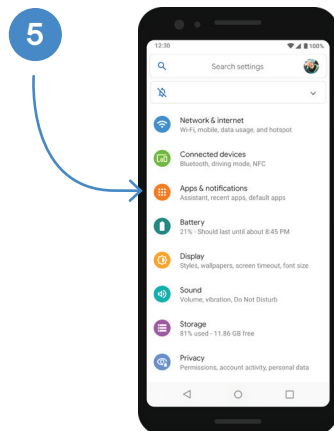 5
12:30
100%
Search settings
Network & internet
Wi-Fi, mobile, data usage, and hotspot
Connected devices
Bluetooth, driving mode, NFC
Apps & notifications
Assistant, recent apps, default apps
Battery
21% - Should last until about 8:45 PM
Display
Styles, wallpapers, screen timeout, font size
Sound
Volume, vibration, Do Not Disturb
Storage
81% used - 11.86 GB free
Privacy
Permissions, account activity, personal data